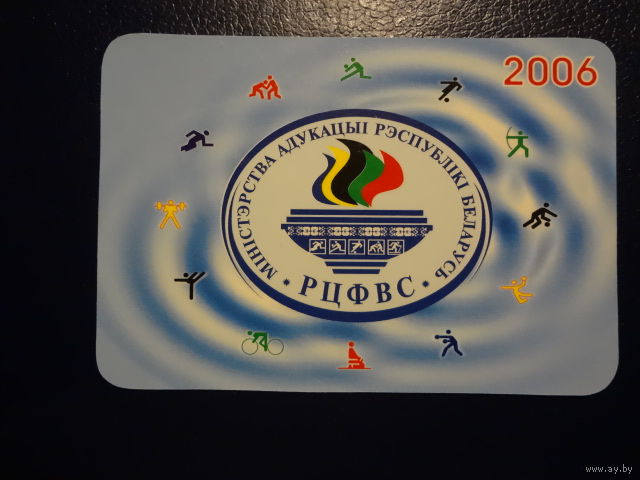 2006
МІНІСТЭРСТВА АДУКАЦЫІ РЭСПУБЛІКІ БЕЛАРУСЬ
РЦФВС
www.ay.by